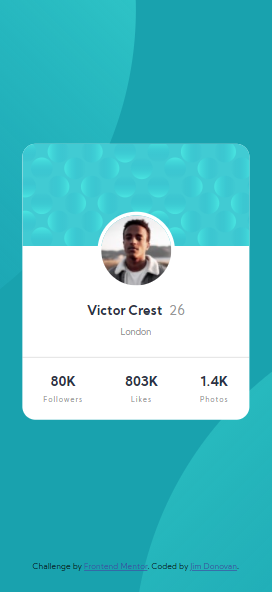 Victor Crest 26
London
80K 803K 1.4K
Followers Likes Photos
Challenge by Frontend Mentor. Coded by Jim Donovan.